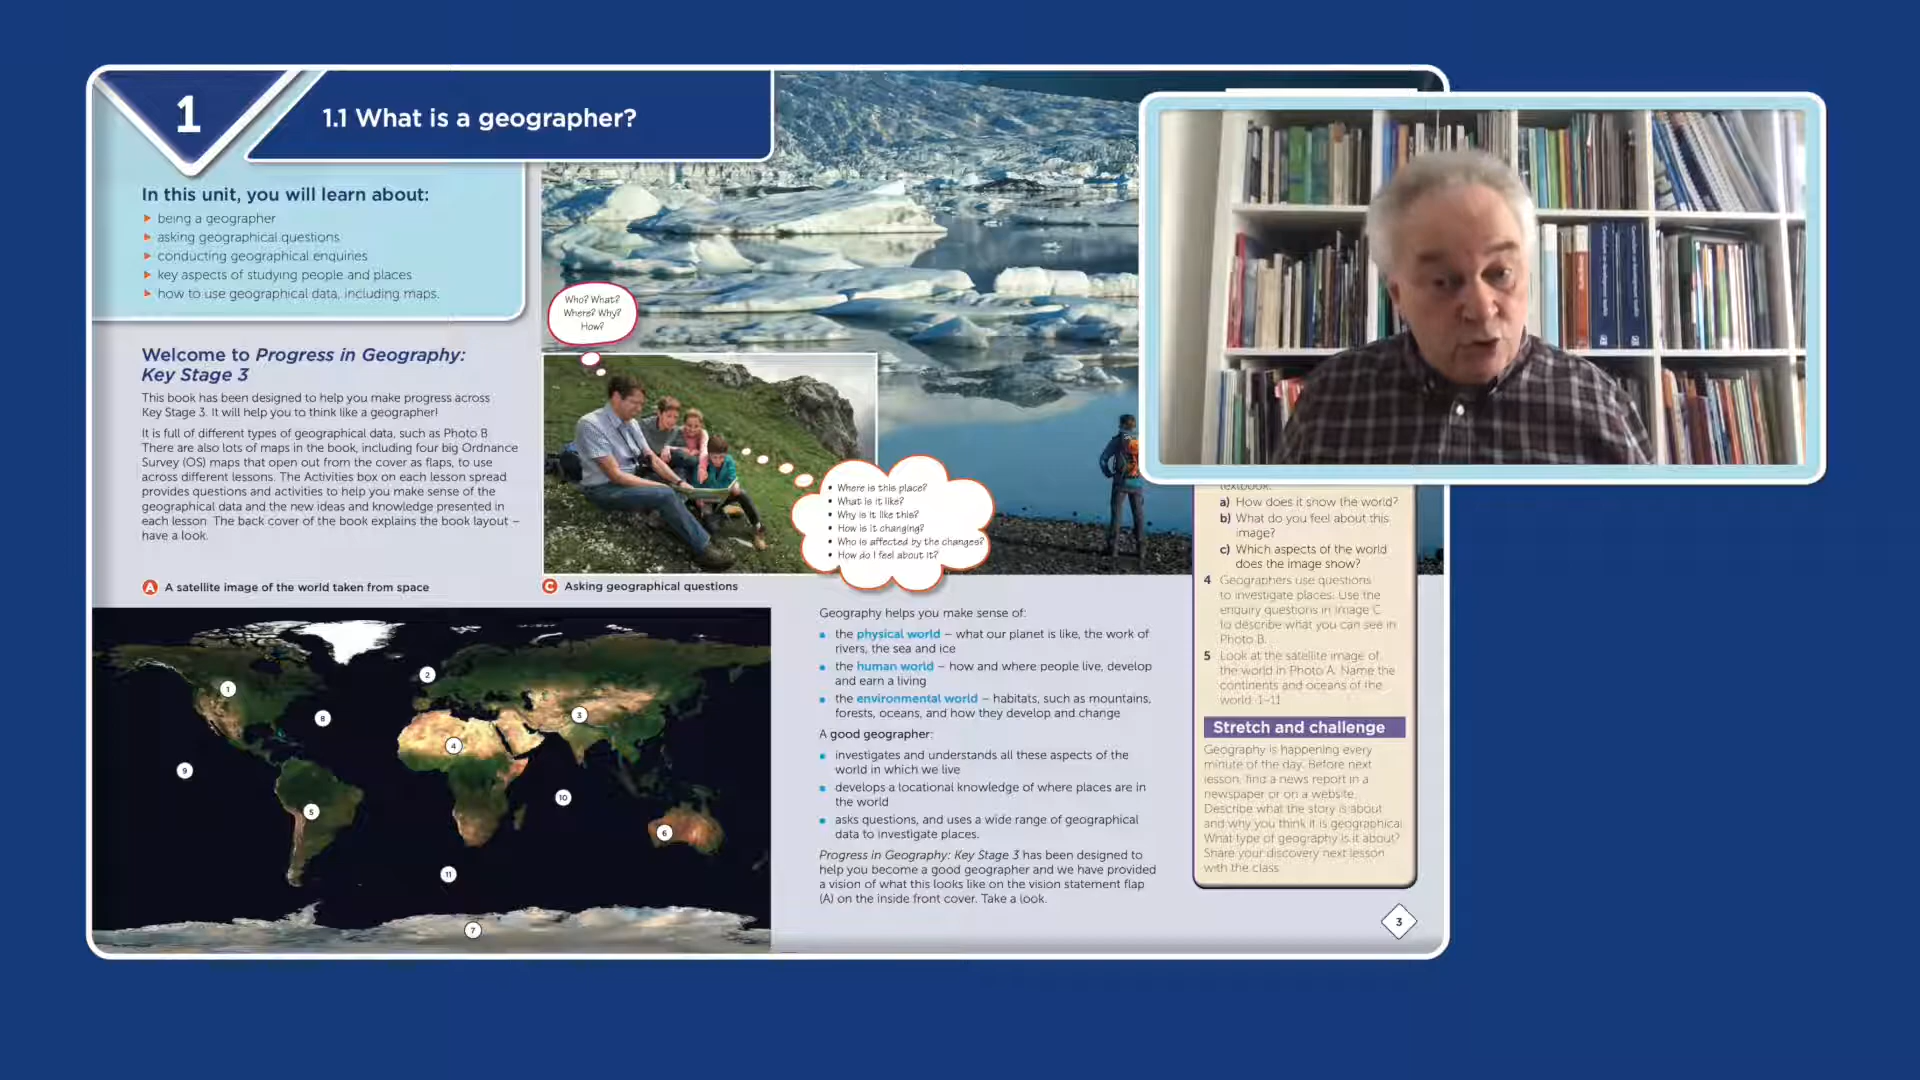 1
1.1 What is a geographer?
In this unit, you will learn about:
being a geographer
asking geographical questions
conducting geographical enquiries
key aspects of studying people and places
how to use geographical data, including maps.
Welcome to Progress in Geography:
Key Stage 3
This book has been designed to help you make progress across
Key Stage 3. It will help you to think like a geographer!
It is full of different types of geographical data, such as Photo B
There are also lots of maps in the book, including four big Ordnance
Survey (OS) maps that open out from the cover as flaps, to use
across different lessons. The Activities box on each lesson spread
provides questions and activities to help you make sense of the
geographical data and the new ideas and knowledge presented in
each lesson. The back cover of the book explains the book layout –
have a look.
A A satellite image of the world taken from space
1
2
3
4
5
6
7
8
9
10
11
Who? What?
Where? Why?
How?
• Where is this place?
• What is it like?
• Why is it like this?
• How is it changing?
• Who is affected by the changes?
• How do I feel about it?
C Asking geographical questions
Geography helps you make sense of:
• the physical world – what our planet is like, the work of
rivers, the sea and ice
• the human world – how and where people live, develop
and earn a living
• the environmental world – habitats, such as mountains,
forests, oceans, and how they develop and change
A good geographer:
• investigates and understands all these aspects of the
world in which we live
• develops a locational knowledge of where places are in
the world
• asks questions, and uses a wide range of geographical
data to investigate places.
Progress in Geography: Key Stage 3 has been designed to
help you become a good geographer and we have provided
a vision of what this looks like on the vision statement flap
(A) on the inside front cover. Take a look.
textbook.
a) How does it show the world?
b) What do you feel about this
image?
c) Which aspects of the world
does the image show?
4 Geographers use questions
to investigate places. Use the
enquiry questions in Image C
to describe what you can see in
Photo B.
5 Look at the satellite image of
the world in Photo A. Name the
continents and oceans of the
world 1–11
Stretch and challenge
Geography is happening every
minute of the day. Before next
lesson, find a news report in a
newspaper or on a website.
Describe what the story is about
and why you think it is geographical
What type of geography is it about?
Share your discovery next lesson
with the class
3